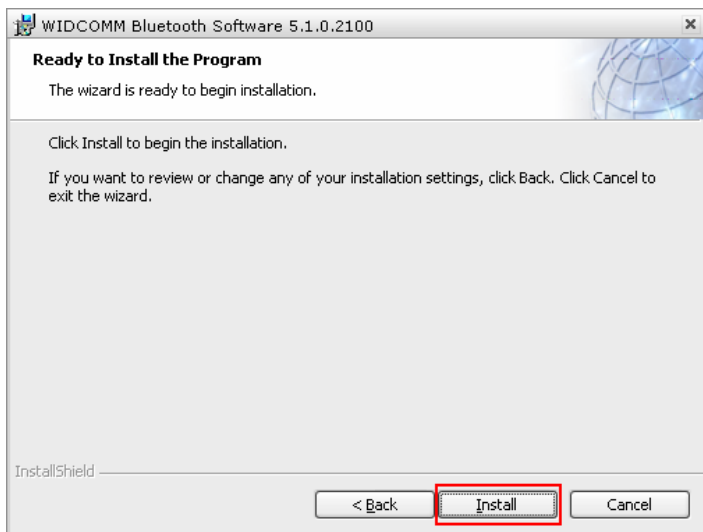 WIDCOMM Bluetooth Software 5.1.0.2100
Ready to Install the Program
The wizard is ready to begin installation.
Click Install to begin the installation.
If you want to review or change any of your installation settings, click Back. Click Cancel to
exit the wizard.
InstallShield
< Back
Install
Cancel